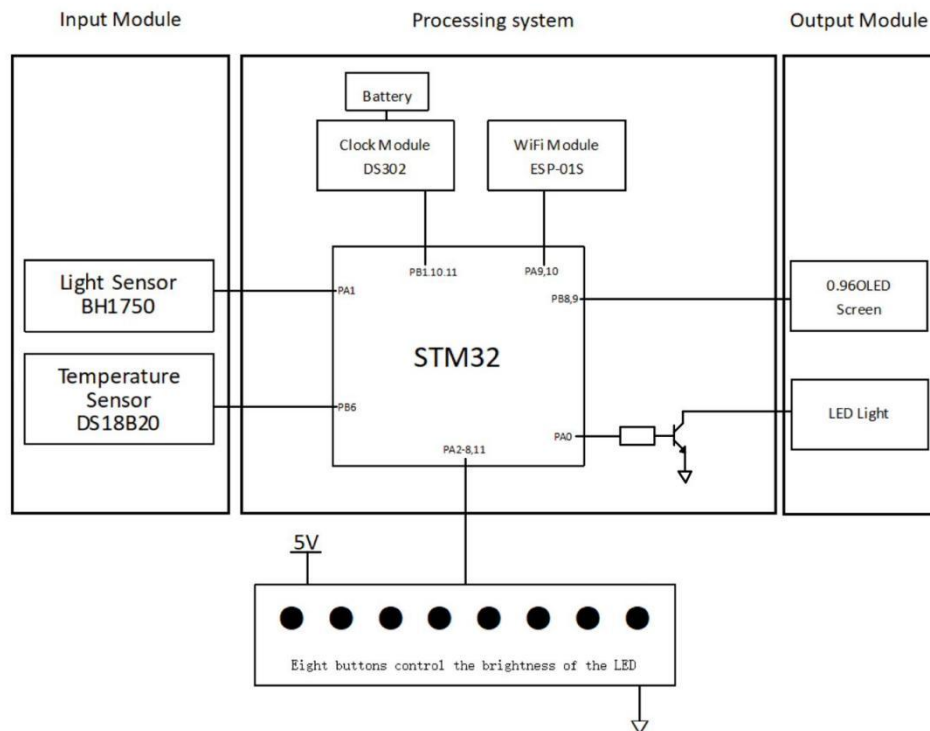 Input Module
Processing system
Output Module
Battery
Clock Module
DS302
WiFi Module
ESP-01S
Light Sensor
BH1750
PA1
PB1.10.11
PA9,10
PB8,9
0.96OLED
Screen
STM32
Temperature
Sensor
DS18B20
PB6
PA0
LED Light
PA2-8,11
5V
Eight buttons control the brightness of the LED